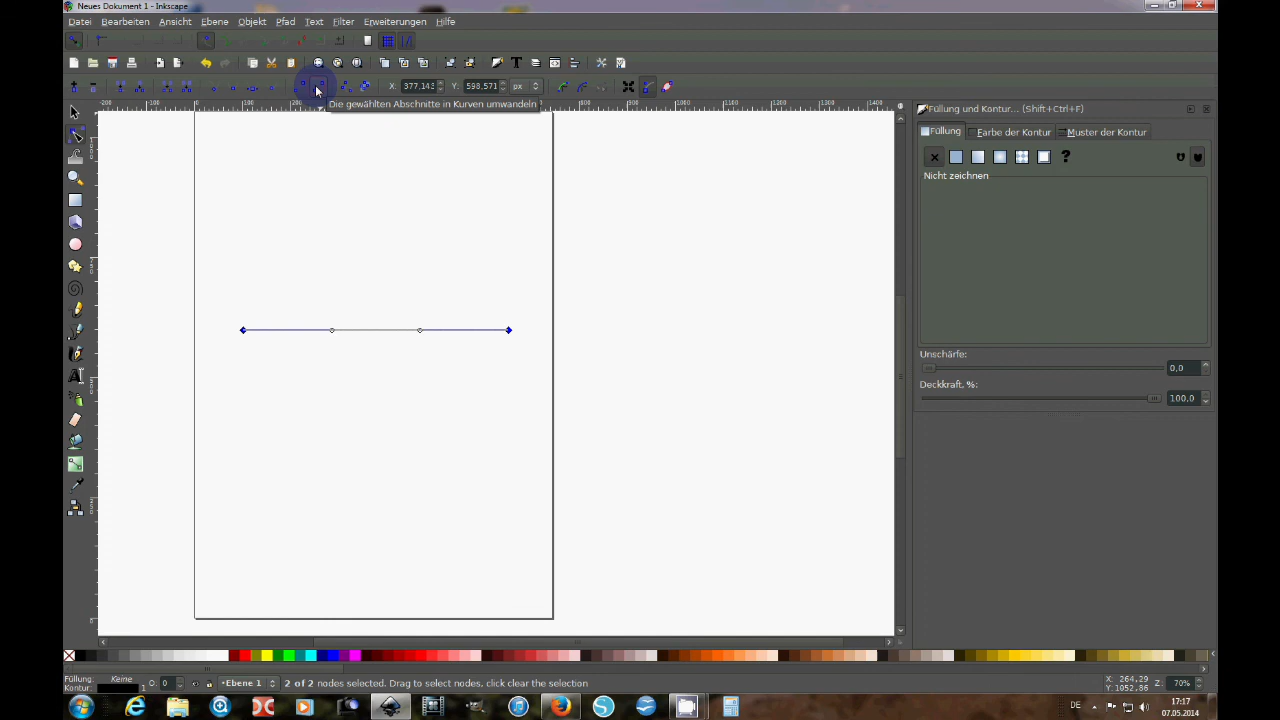 Neues Dokument 1 - Inkscape
Datei Bearbeiten Ansicht Ebene Objekt Pfad Text Filter Erweiterungen Hilfe
X: 377,143 Y: 598,571 px
Die gewählten Abschnitte in Kurven umwandeln
Füllung und Kontur... (Shift+Ctrl+F)
Füllung Farbe der Kontur Muster der Kontur
?
Nicht zeichnen
Unschärfe:
0,0
Deckkraft. %:
100,0
Füllung: Keine
Kontur: 1
O: 0
•Ebene 1
2 of 2 nodes selected. Drag to select nodes, click clear the selection
X: 264,29
Y: 1052,86
Z: 70%
DE
17:17
07.05.2014